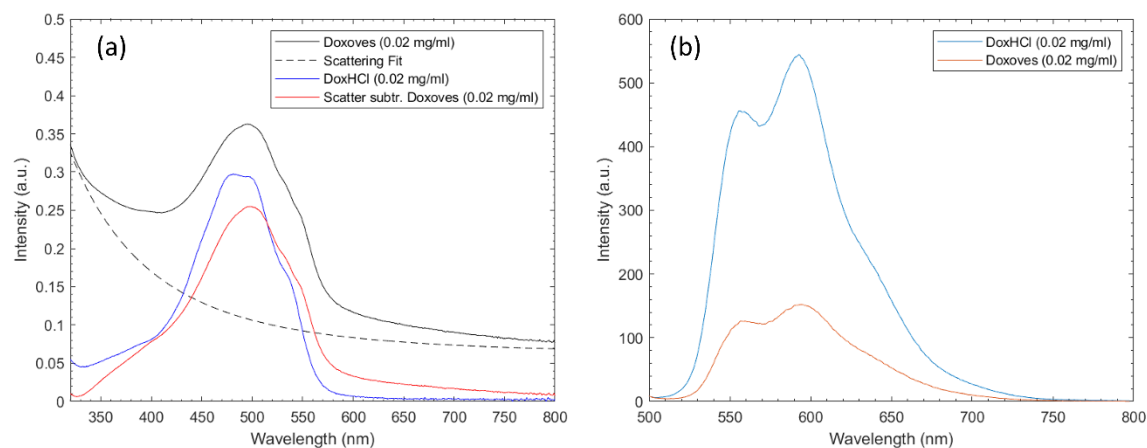 (a)
Doxoves (0.02 mg/ml)
Scattering Fit
DoxHCl (0.02 mg/ml)
Scatter subtr. Doxoves (0.02 mg/ml)
Intensity (a.u.)
0.5
0.45
0.4
0.35
0.3
0.25
0.2
0.15
0.1
0.05
0
350 400 450 500 550 600 650 700 750 800
Wavelength (nm)
(b)
DoxHCl (0.02 mg/ml)
Doxoves (0.02 mg/ml)
Intensity (a.u.)
600
500
400
300
200
100
0
500 550 600 650 700 750 800
Wavelength (nm)